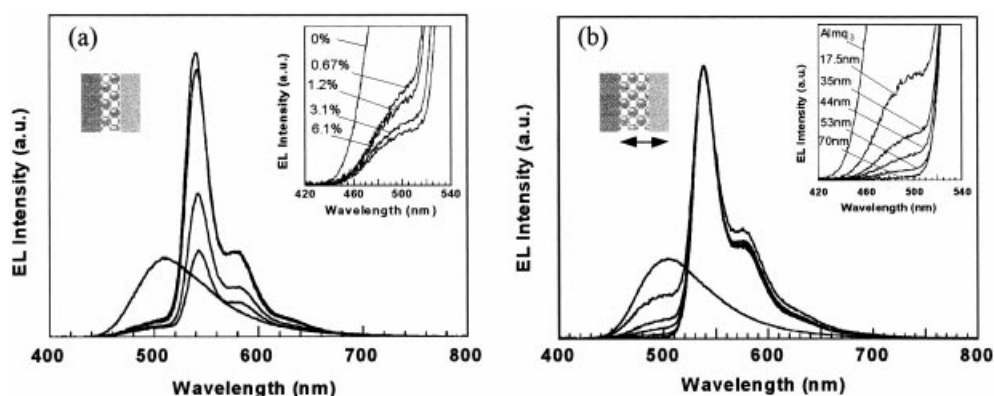 (a)
EL Intensity (a.u.)
0%
0.67%
1.2%
3.1%
6.1%
EL Intensity (a.u.)
420 460 500 540
Wavelength (nm)
400 500 600 700 800
Wavelength (nm)
(b)
EL Intensity (a.u.)
Almq3
17.5nm
35nm
44nm
53nm
70nm
EL Intensity (a.u.)
420 460 500 540
Wavelength (nm)
400 500 600 700 800
Wavelength (nm)